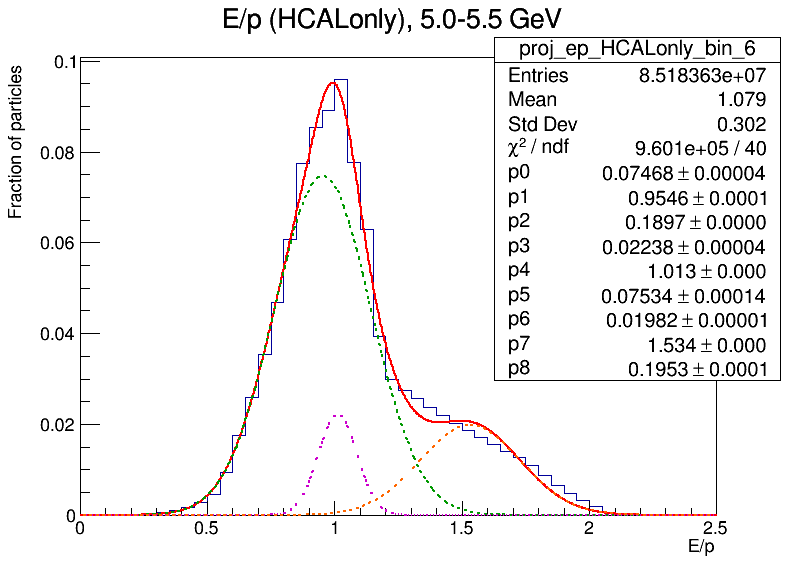 E/p (HCALonly), 5.0-5.5 GeV
proj_ep_HCALonly_bin_6
Entries 8.518363e+07
Mean 1.079
Std Dev 0.302
χ² / ndf 9.601e+05 / 40
p0 0.07468 ± 0.00004
p1 0.9546 ± 0.0001
p2 0.1897 ± 0.0000
p3 0.02238 ± 0.00004
p4 1.013 ± 0.000
p5 0.07534 ± 0.00014
p6 0.01982 ± 0.00001
p7 1.534 ± 0.000
p8 0.1953 ± 0.0001
Fraction of particles
0.1
0.08
0.06
0.04
0.02
0
0 0.5 1 1.5 2 2.5
E/p